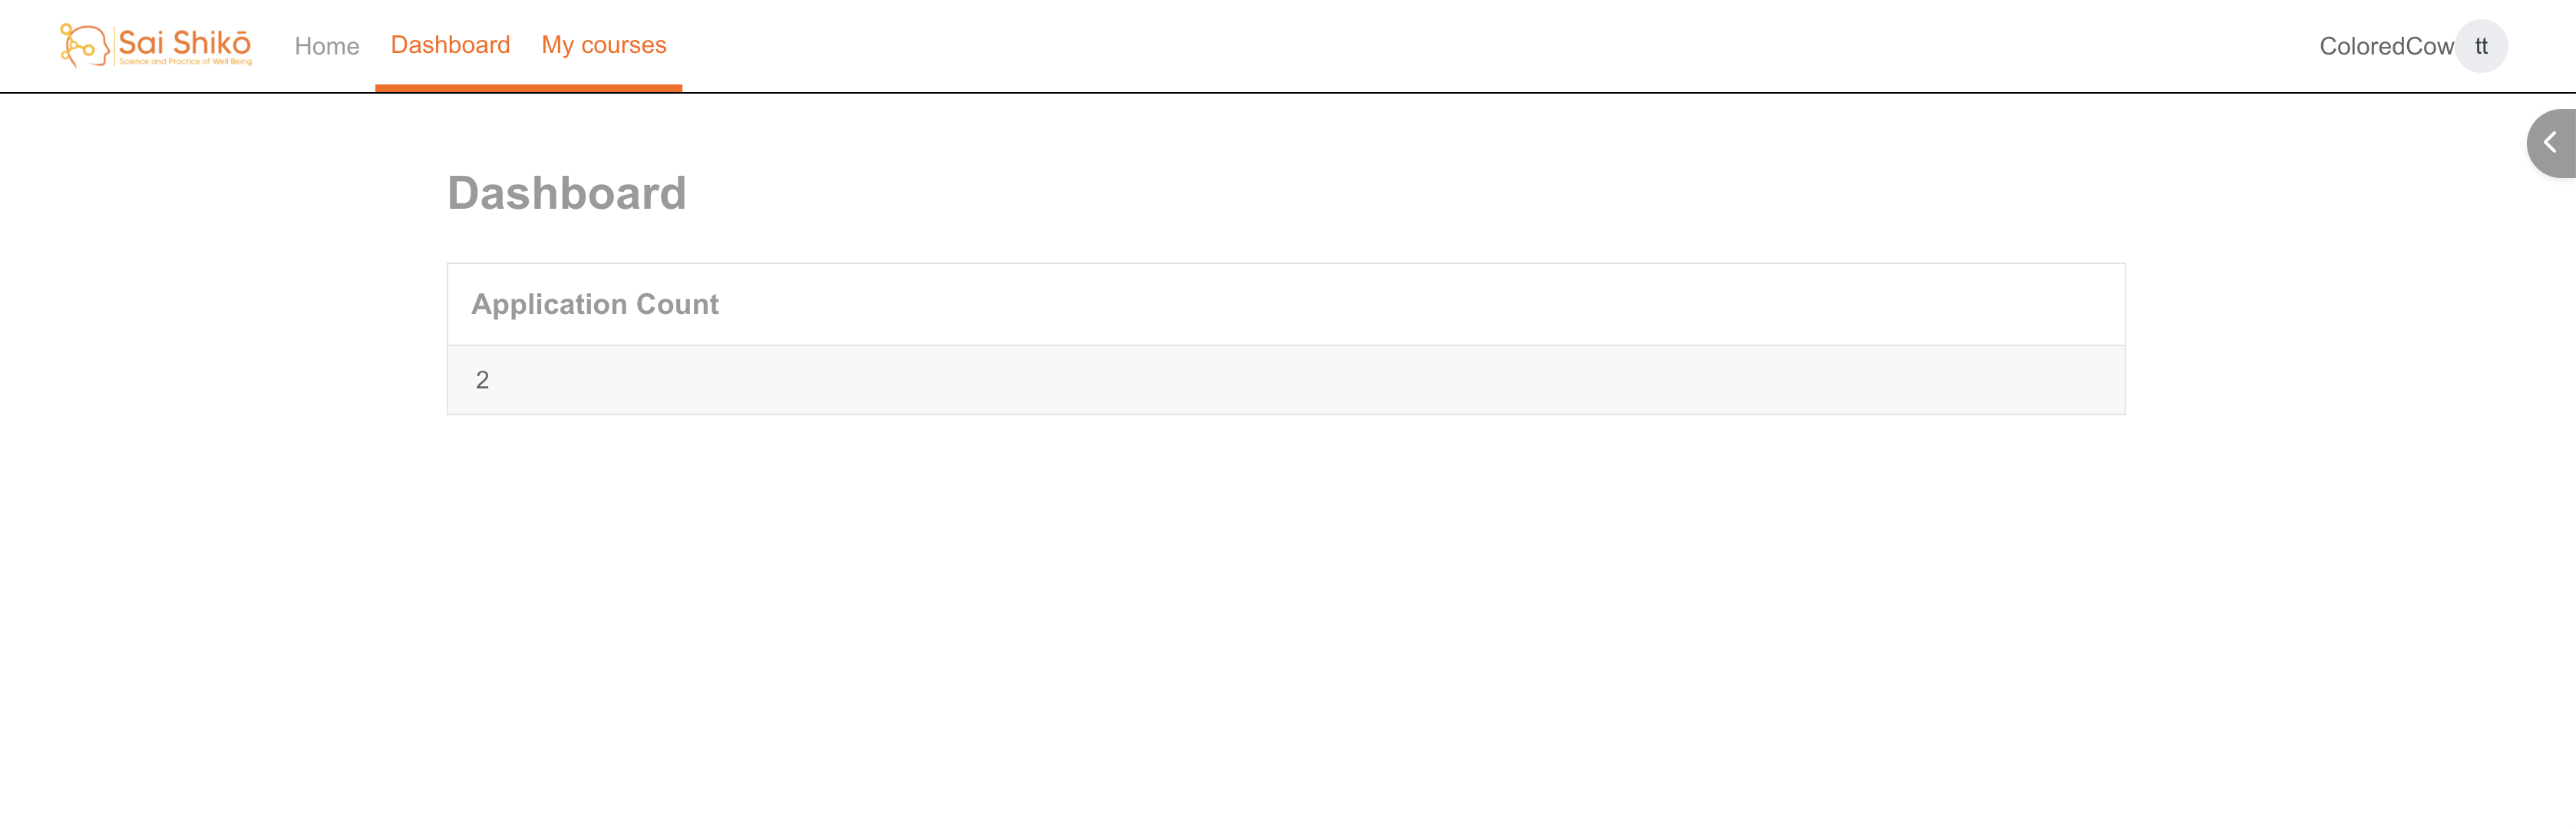 Sai Shikō
Science and Practice of Well Being
Home
Dashboard
My courses
ColoredCow
tt
Dashboard
Application Count
2